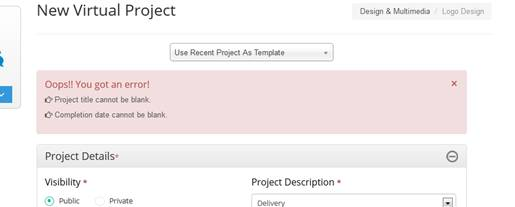 New Virtual Project
Design & Multimedia / Logo Design
Use Recent Project As Template
Oops!! You got an error!
Project title cannot be blank.
Completion date cannot be blank.
Project Details*
Visibility *
Project Description *
Public Private
Delivery